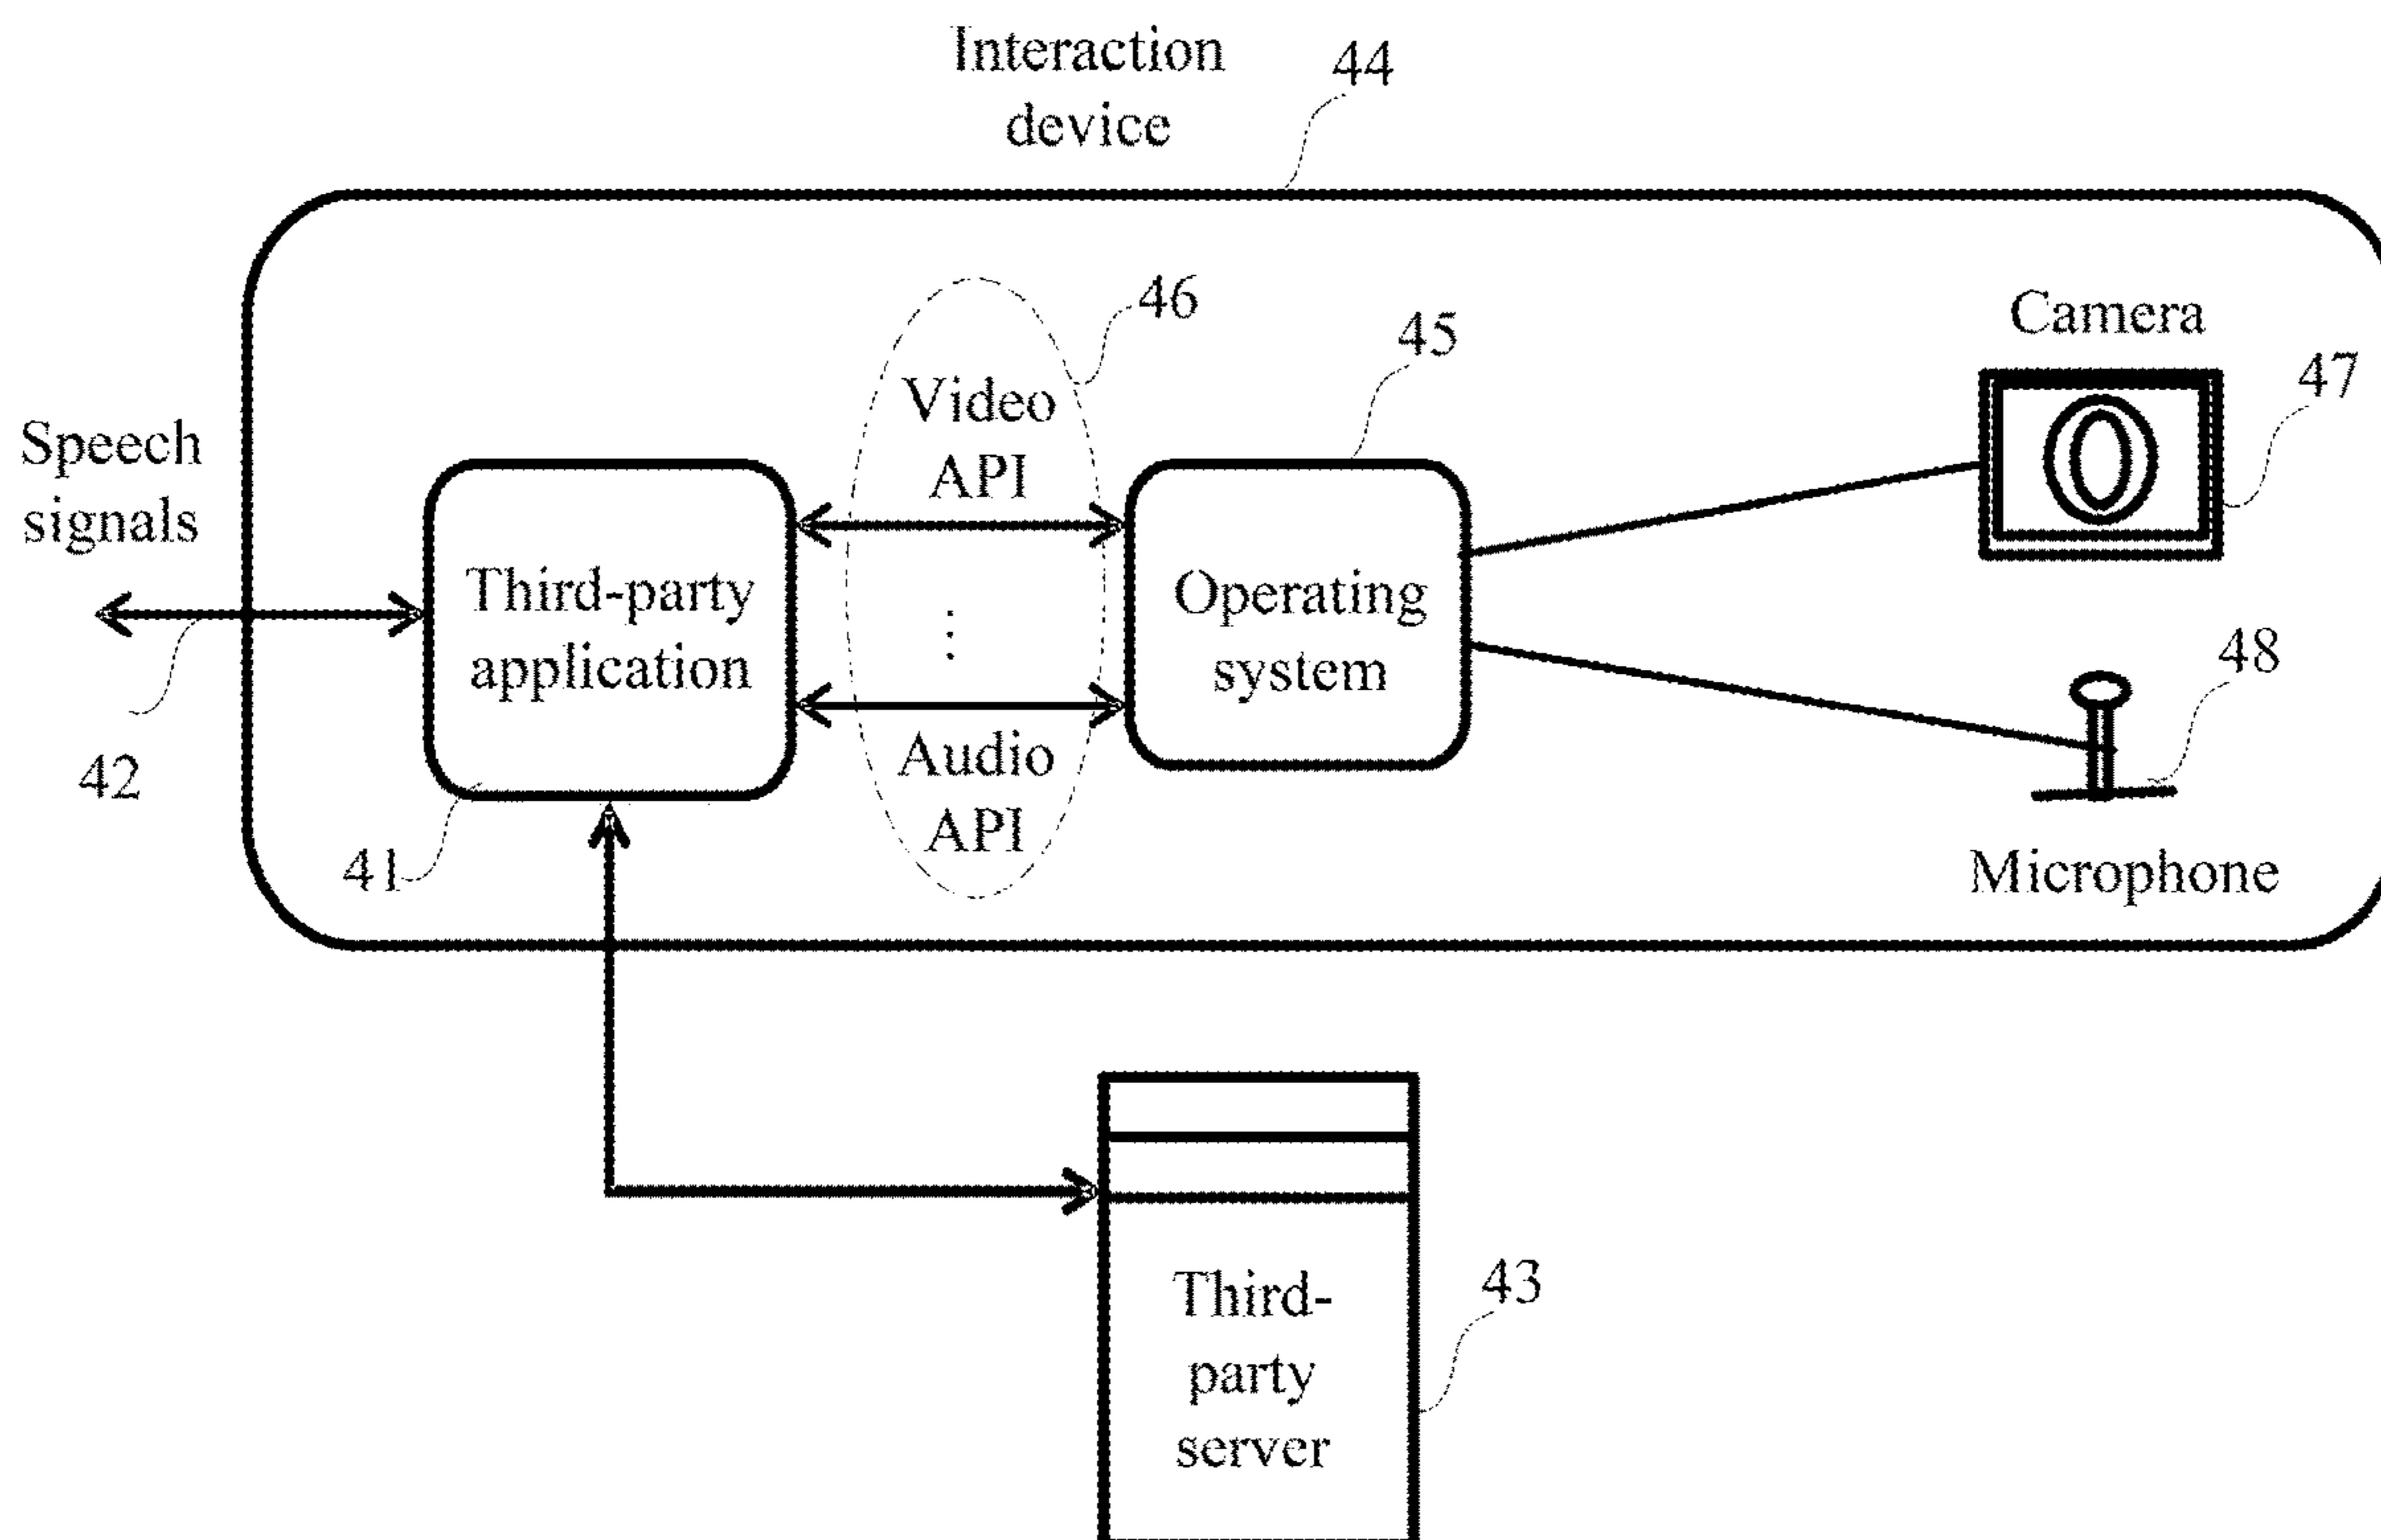 Interaction
device
44
46
45
Camera
47
Video
API
Speech
signals
Third-party
application
Operating
system
48
42
41
Audio
API
Microphone
43
Third-
party
server